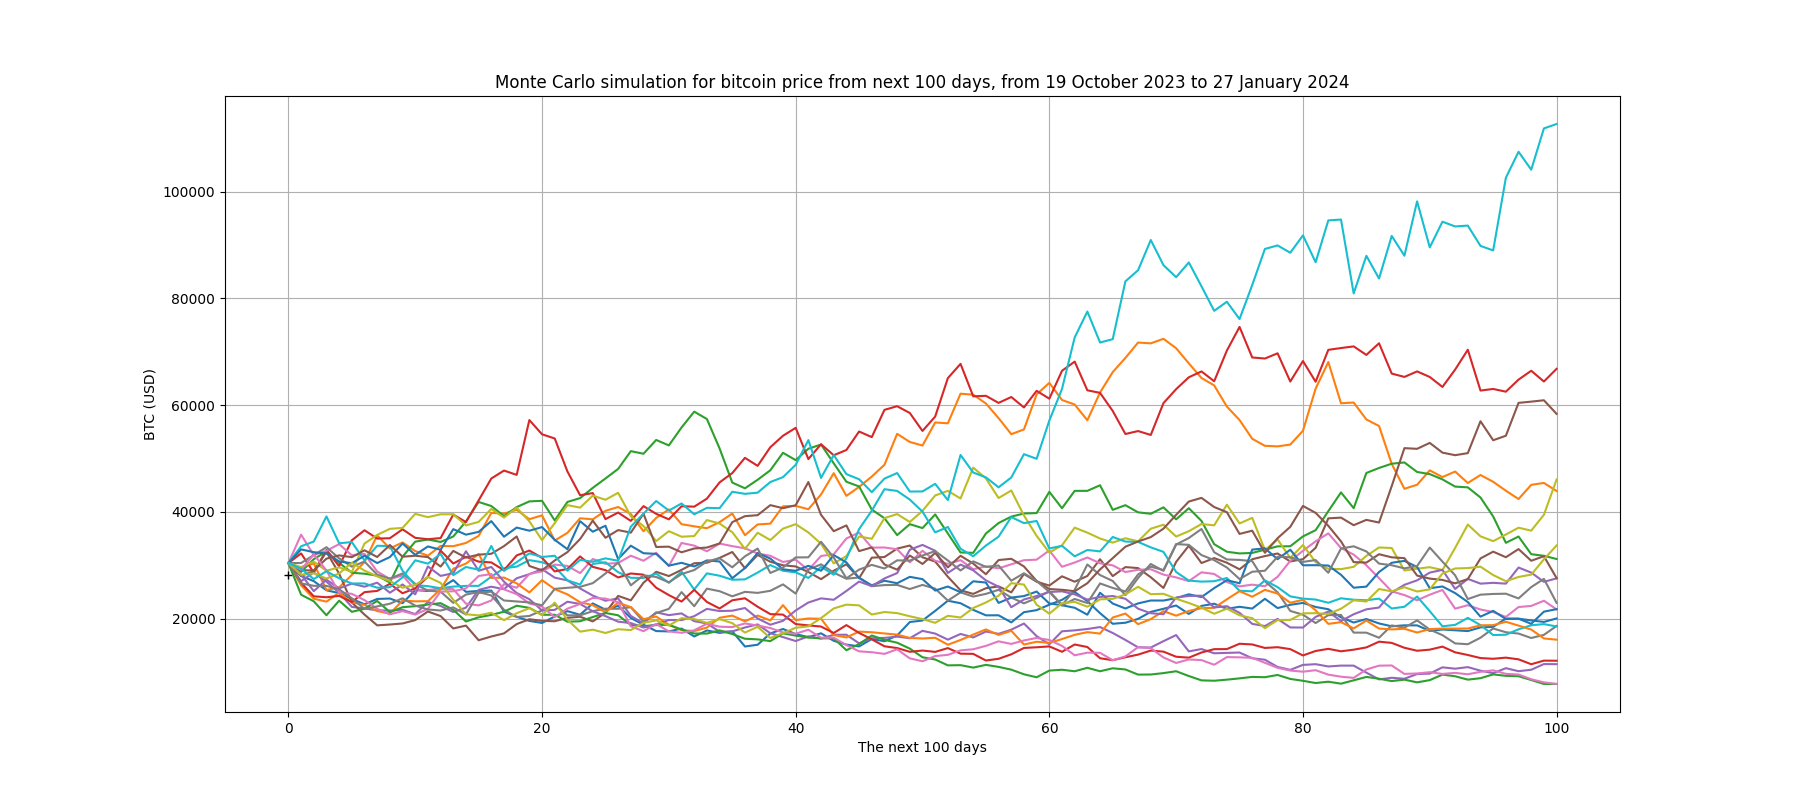 Monte Carlo simulation for bitcoin price from next 100 days, from 19 October 2023 to 27 January 2024
100000
80000
60000
40000
20000
BTC (USD)
0 20 40 60 80 100
The next 100 days